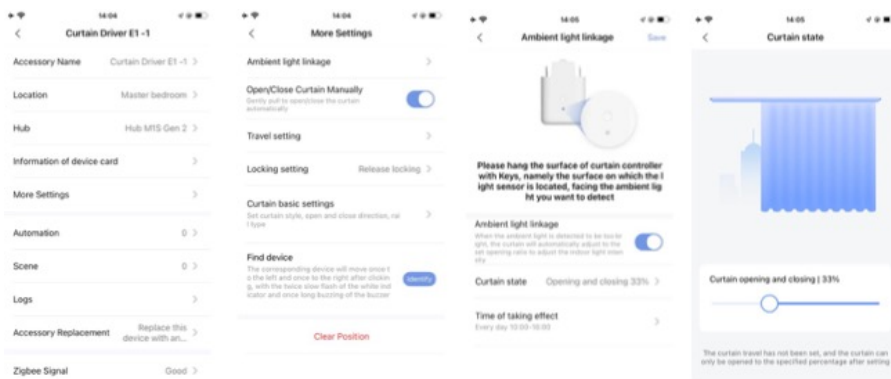 14:04
Curtain Driver E1 -1
Accessory Name Curtain Driver E1 -1
Location Master bedroom
Hub Hub M1S Gen 2
Information of device card
More Settings
Automation 0
Scene 0
Logs
Accessory Replacement Replace this
device with an...
Zigbee Signal Good
14:04
More Settings
Ambient light linkage
Open/Close Curtain Manually
Gently pull to open/close the curtain
automatically
Travel setting
Locking setting Release locking
Curtain basic settings
Set curtain style, open and close direction, rai
l type
Find device
The corresponding device will move once t
o the left and once to the right after clickin
g, with the twice slow flash of the white ind
icator and once long buzzing of the buzzer
Identify
Clear Position
14:05
Ambient light linkage
Save
Please hang the surface of curtain controller
with Keys, namely the surface on which the l
ight sensor is located, facing the ambient lig
ht you want to detect
Ambient light linkage
When the ambient light is detected to be too br
ight, the curtain will automatically adjust to the
set opening ratio to adjust the indoor light inten
sity
Curtain state Opening and closing 33%
Time of taking effect
Every day 10:00-16:00
14:05
Curtain state
Curtain opening and closing | 33%
The curtain travel has not been set, and the curtain can
only be opened to the specified percentage after setting